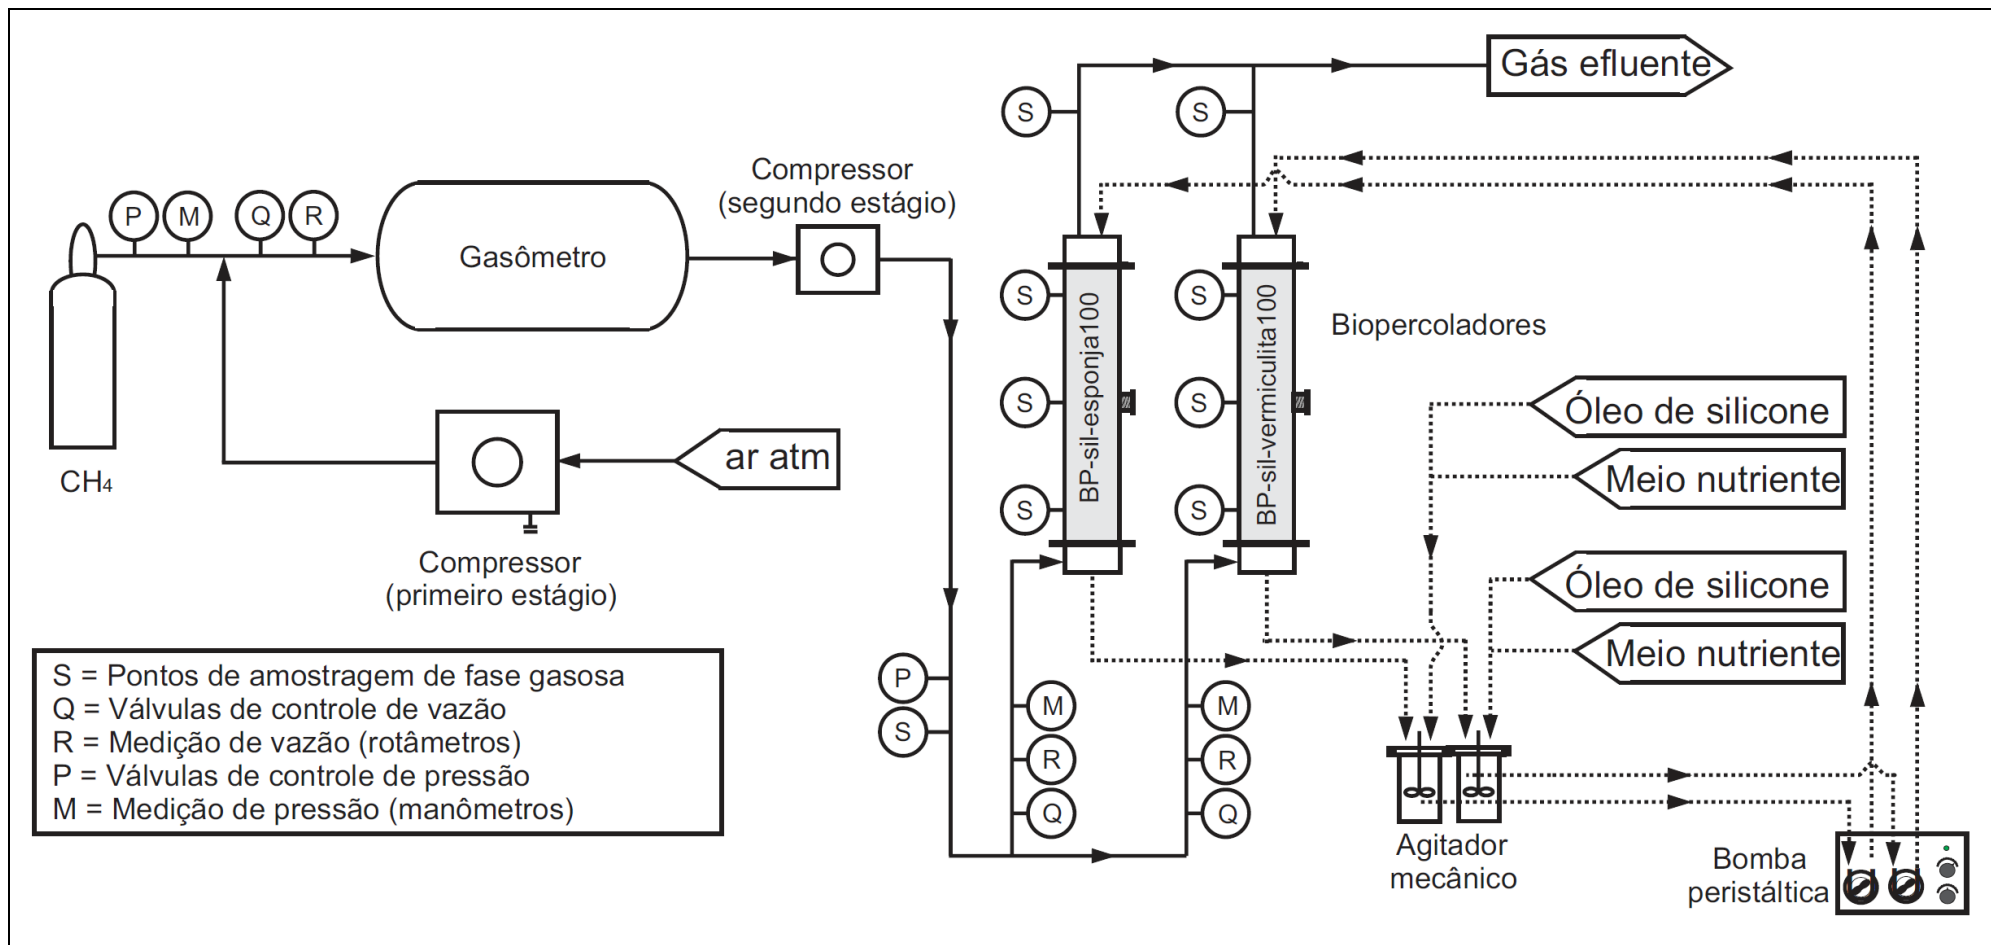 Gás efluente
S
S
Compressor
(segundo estágio)
P
M
Q
R
Gasômetro
S
S
BP-sil-esponja100
BP-sil-vermiculita100
Biopercoladores
S
S
Óleo de silicone
ar atm
Meio nutriente
CH4
S
S
Compressor
(primeiro estágio)
Óleo de silicone
Meio nutriente
S = Pontos de amostragem de fase gasosa
Q = Válvulas de controle de vazão
R = Medição de vazão (rotâmetros)
P = Válvulas de controle de pressão
M = Medição de pressão (manômetros)
P
S
M
R
Q
M
R
Q
Agitador
mecânico
Bomba
peristáltica